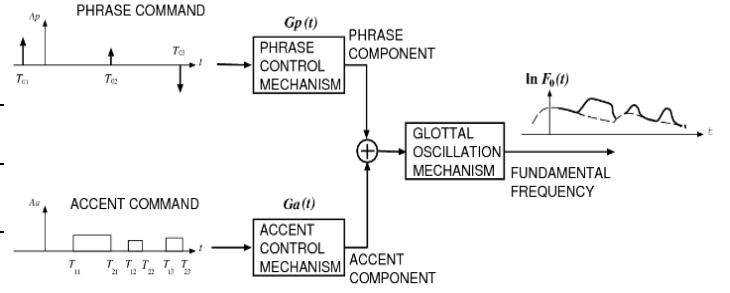 Ap
PHRASE COMMAND
T01
T02
T03
t
Gp(t)
PHRASE
CONTROL
MECHANISM
PHRASE
COMPONENT
ln F0(t)
t
+
GLOTTAL
OSCILLATION
MECHANISM
FUNDAMENTAL
FREQUENCY
Aa
ACCENT COMMAND
t
T11
T21
T12
T22
T13
T23
Ga(t)
ACCENT
CONTROL
MECHANISM
ACCENT
COMPONENT